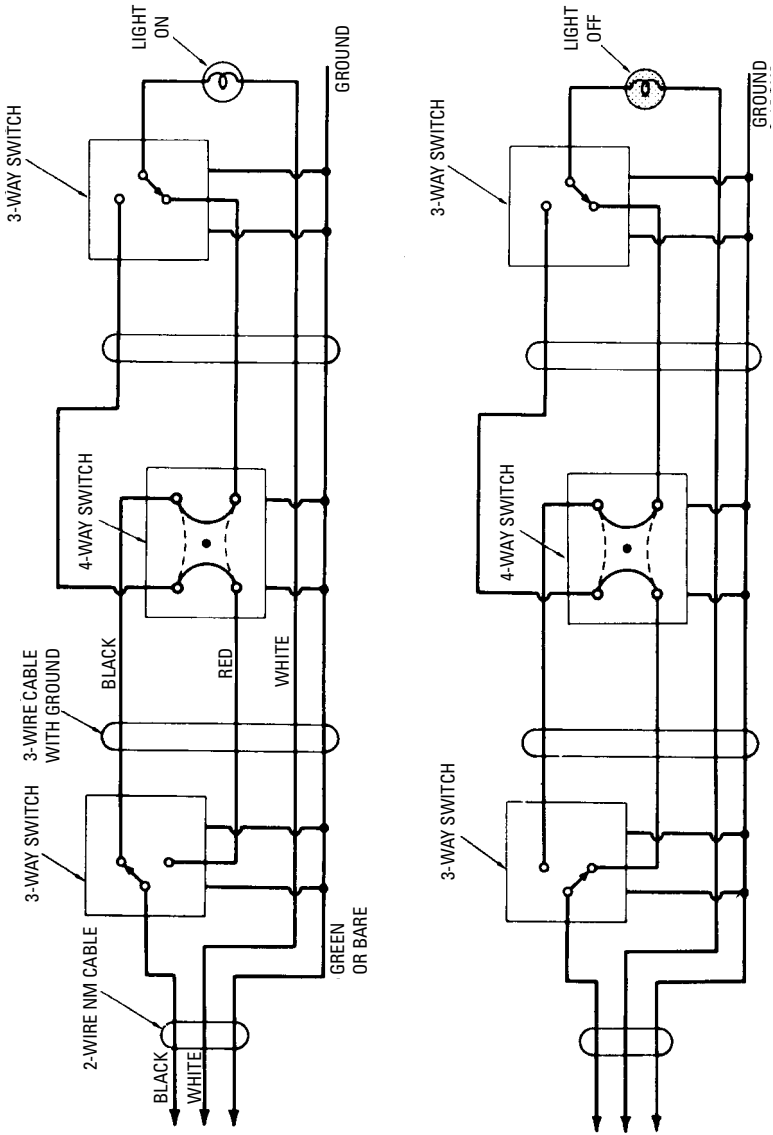 2-WIRE NM CABLE
3-WAY SWITCH
3-WIRE CABLE
WITH GROUND
4-WAY SWITCH
3-WAY SWITCH
LIGHT
ON
BLACK
WHITE
GREEN
OR BARE
BLACK
RED
WHITE
GROUND
3-WAY SWITCH
4-WAY SWITCH
3-WAY SWITCH
LIGHT
OFF
GROUND